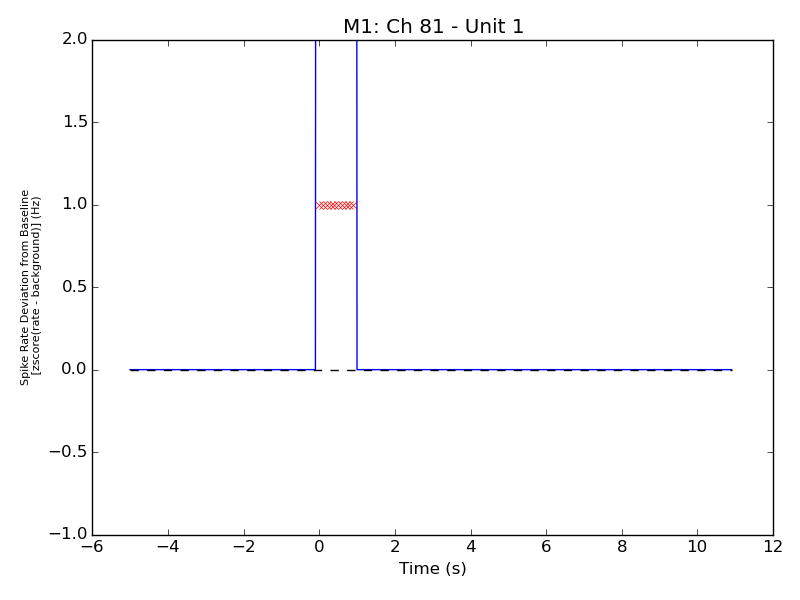 M1: Ch 81 - Unit 1
2.0
1.5
1.0
0.5
0.0
−0.5
−1.0
Spike Rate Deviation from Baseline
[zscore(rate - background)] (Hz)
−6 −4 −2 0 2 4 6 8 10 12
Time (s)